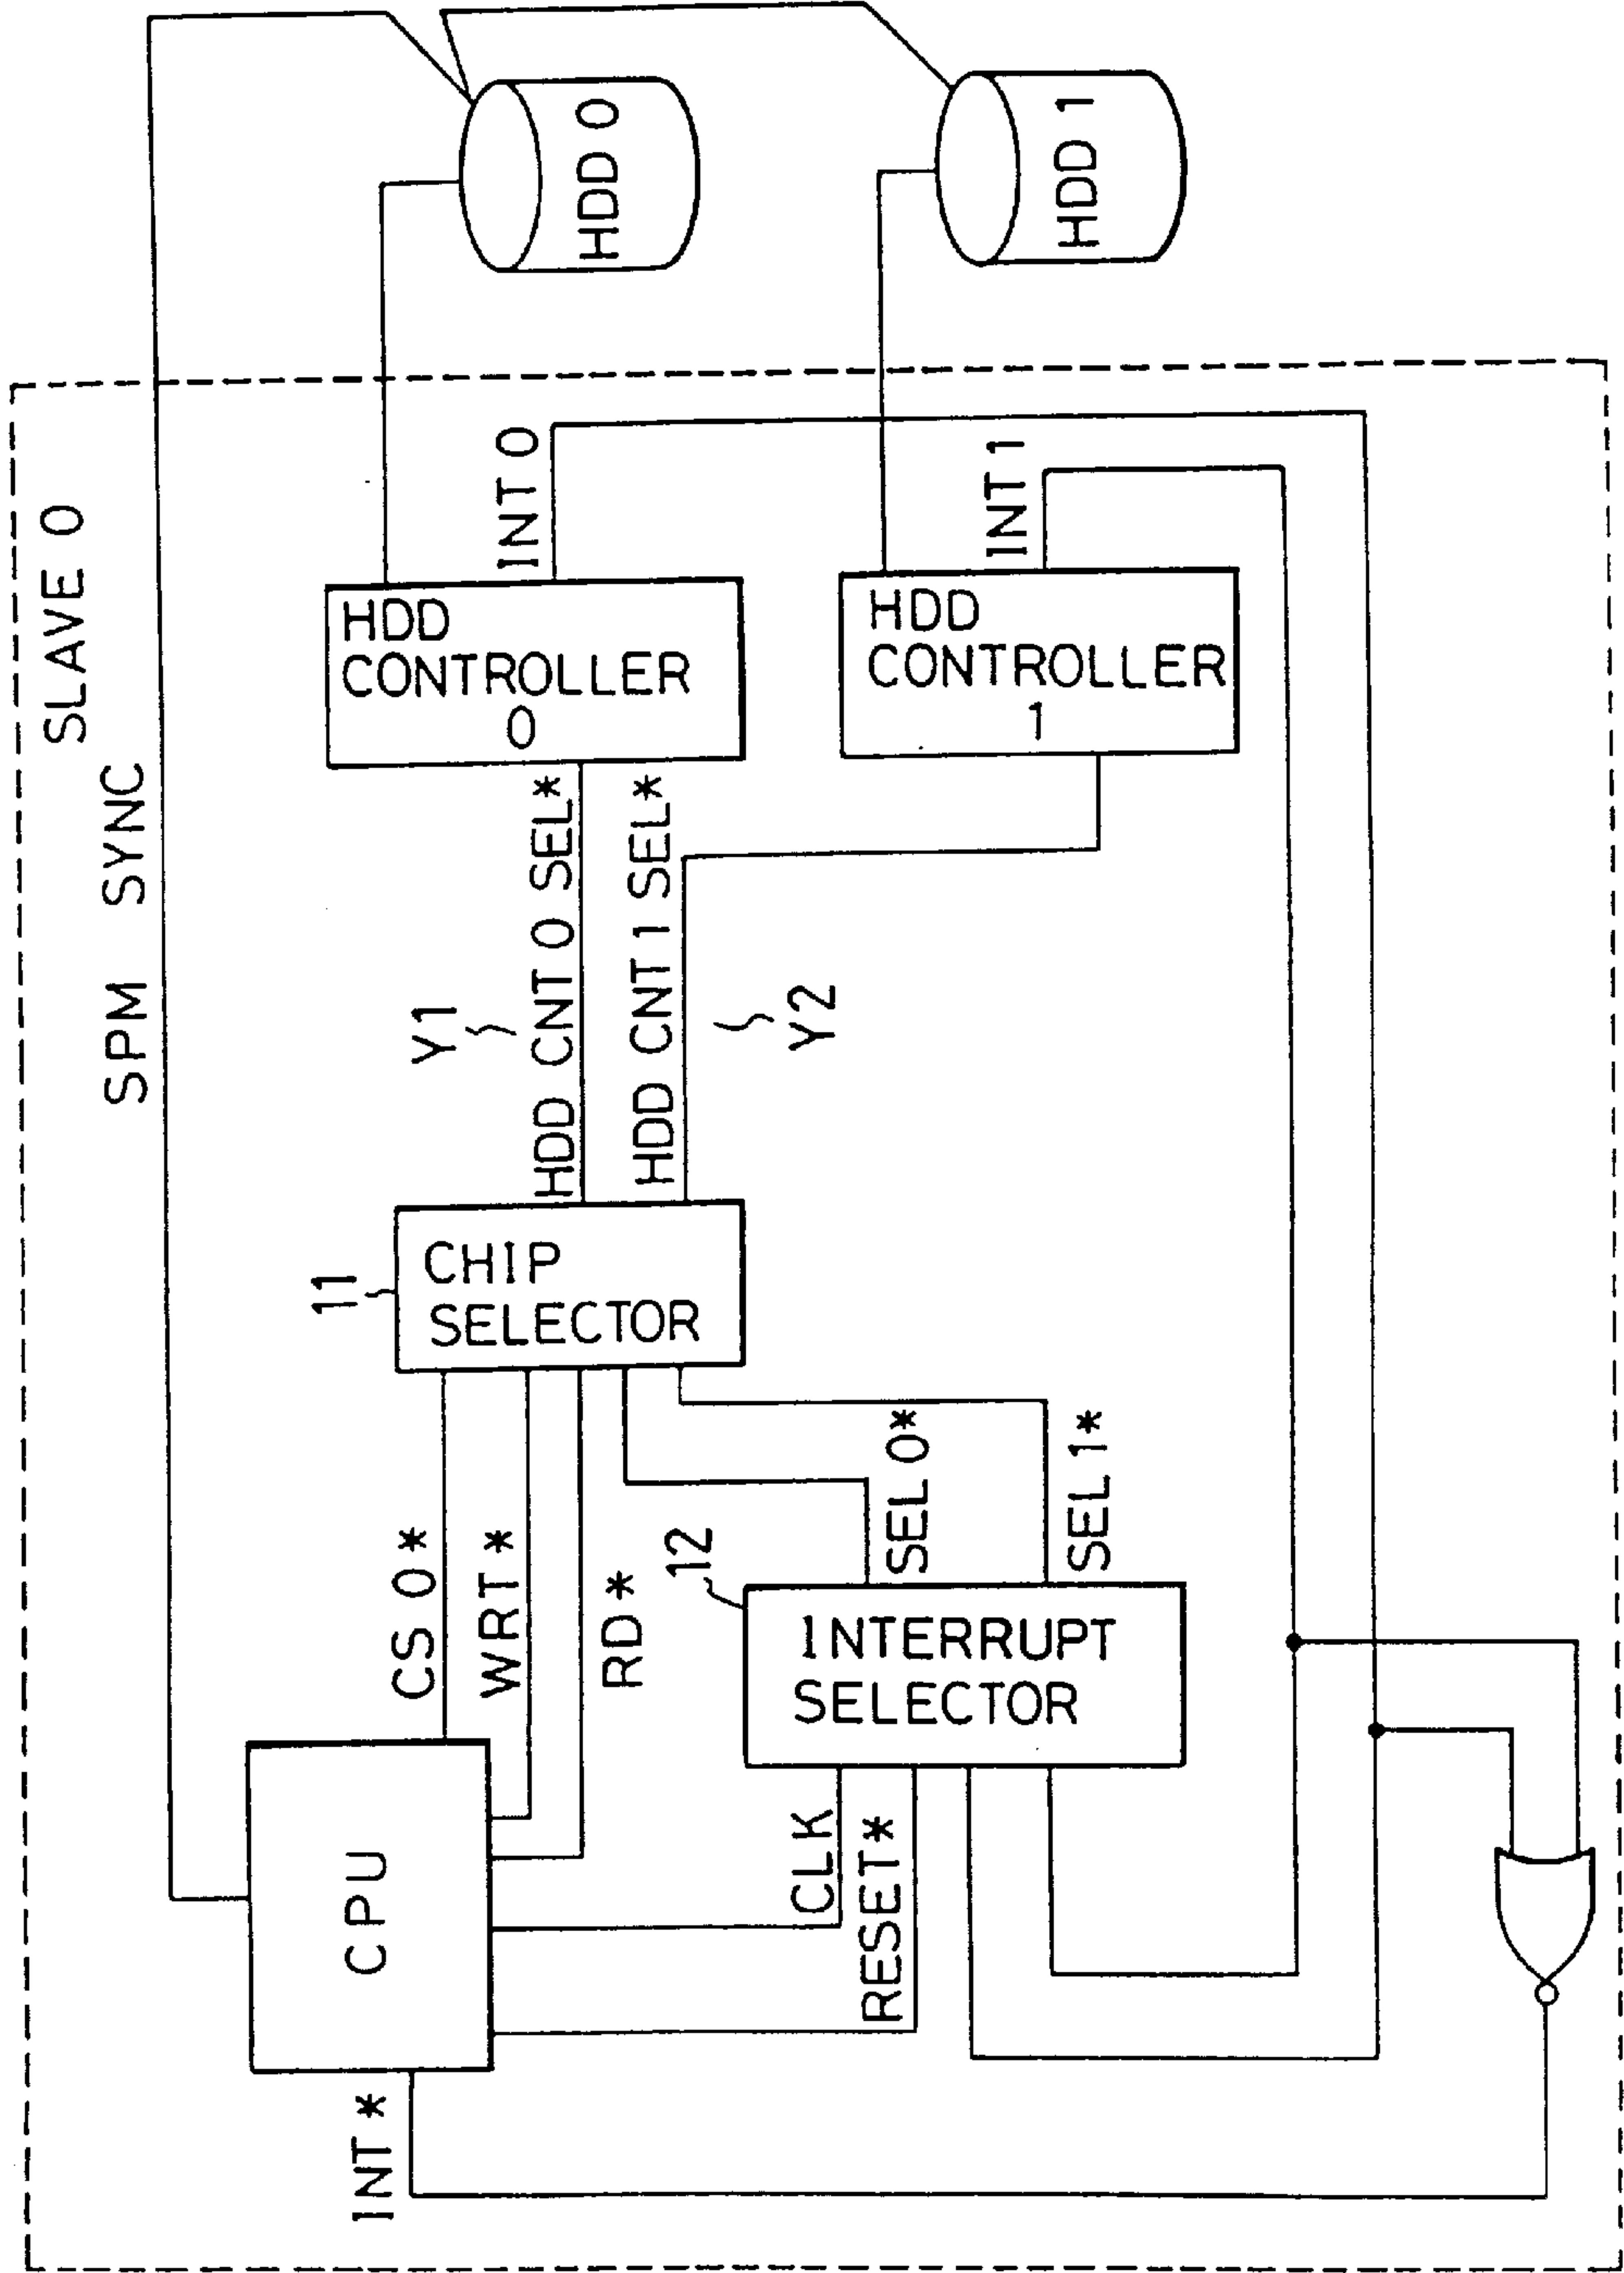 SLAVE 0
SPM SYNC
INT *
CPU
CS 0 *
WRT *
RD *
11
CHIP
SELECTOR
Y1
HDD CNT 0 SEL *
HDD CNT 1 SEL *
Y2
HDD
CONTROLLER
0
INT 0
HDD 0
HDD
CONTROLLER
1
INT 1
HDD 1
CLK
RESET *
12
INTERRUPT
SELECTOR
SEL 0 *
SEL 1 *